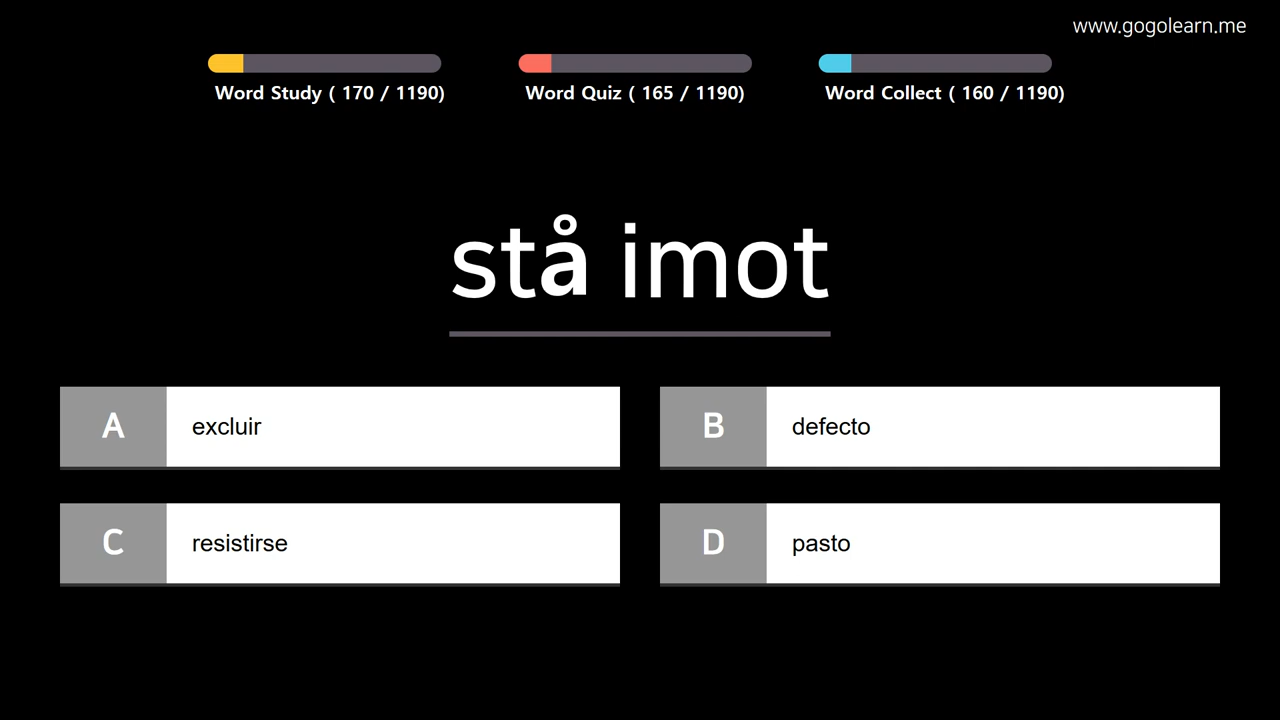 www.gogolearn.me
Word Study ( 170 / 1190)
Word Quiz ( 165 / 1190)
Word Collect ( 160 / 1190)
stå imot
A excluir
B defecto
C resistirse
D pasto